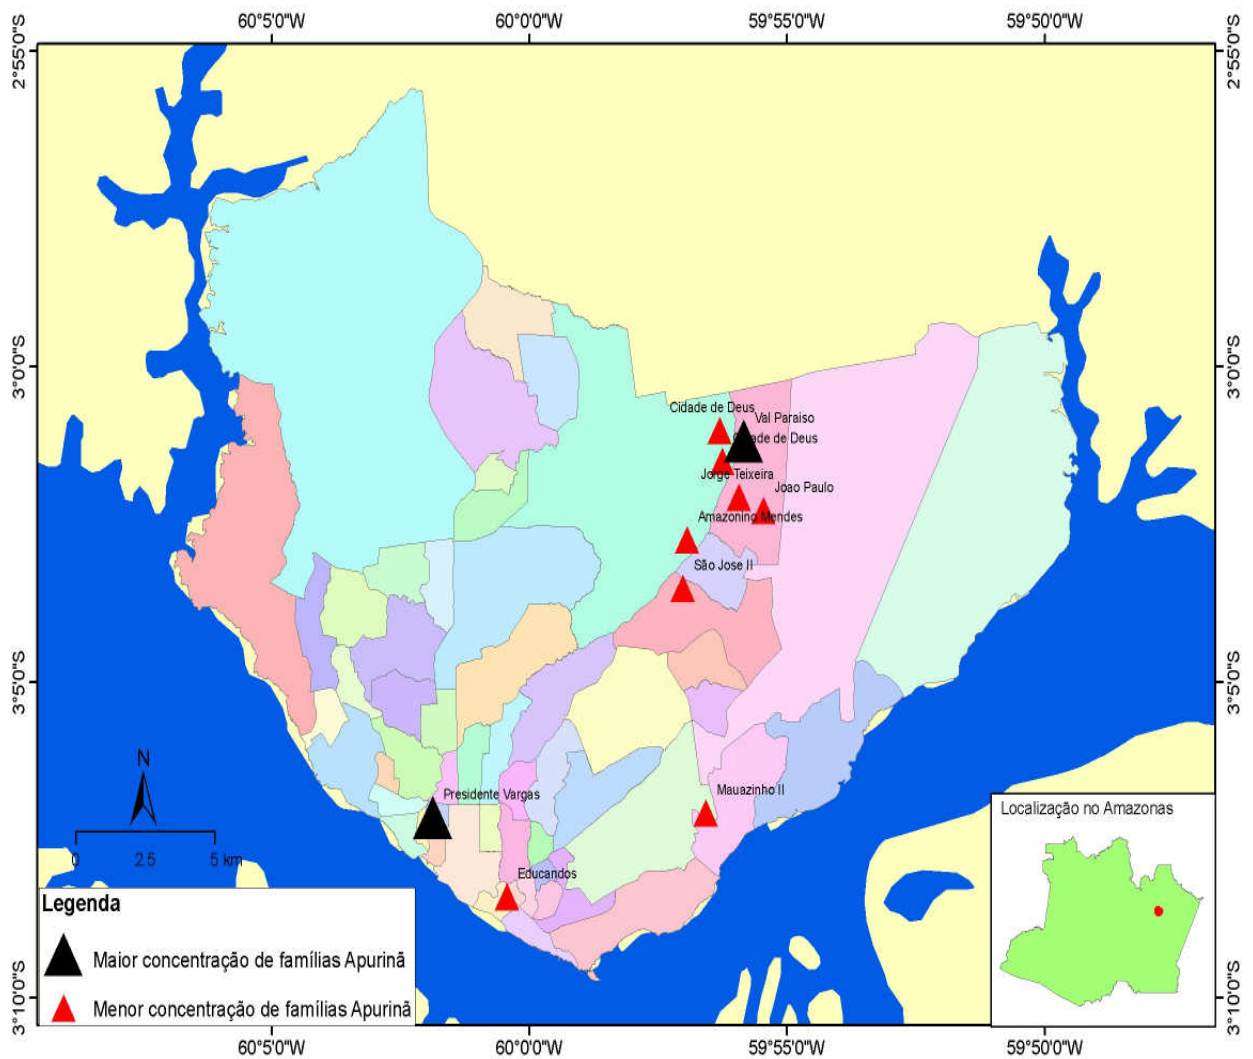 60°5'0"W 60°0'0"W 59°55'0"W 59°50'0"W
2°55'0"S 2°55'0"S
3°0'0"S 3°0'0"S
Cidade de Deus
Val Paraiso
Cidade de Deus
Jorge Teixeira
Joao Paulo
Amazonino Mendes
São Jose II
3°5'0"S 3°5'0"S
N
Mauazinho II
Presidente Vargas
0 2.5 5 km
Educandos
Localização no Amazonas
Legenda
Maior concentração de famílias Apurinã
Menor concentração de famílias Apurinã
3°10'0"S 3°10'0"S
60°5'0"W 60°0'0"W 59°55'0"W 59°50'0"W